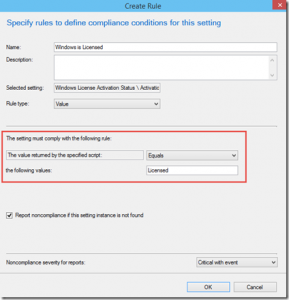 Create Rule
Specify rules to define compliance conditions for this setting
Name:
Windows is Licensed
Description:
Selected setting:
Windows License Activation Status \ Activatic
Rule type:
Value
The setting must comply with the following rule:
The value returned by the specified script:
Equals
the following values:
Licensed
Report noncompliance if this setting instance is not found
Noncompliance severity for reports:
Critical with event
OK
Cancel